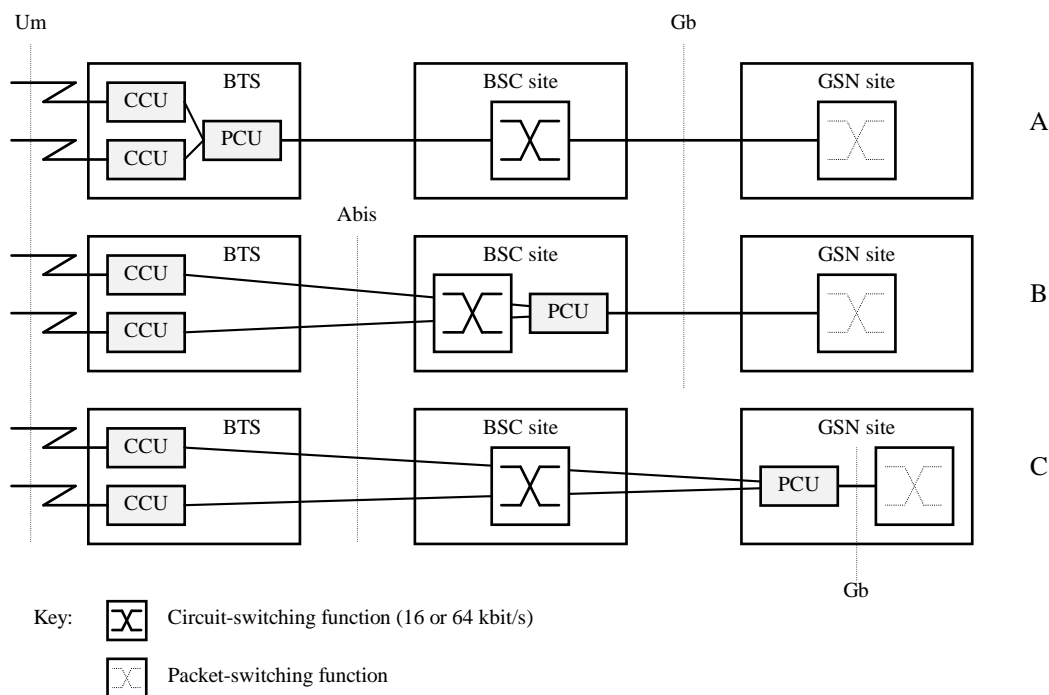 Um
Gb
BTS
BSC site
GSN site
CCU
CCU
PCU
A
Abis
BTS
BSC site
GSN site
CCU
CCU
PCU
B
BTS
BSC site
GSN site
CCU
CCU
PCU
C
Gb
Key:
Circuit-switching function (16 or 64 kbit/s)
Packet-switching function